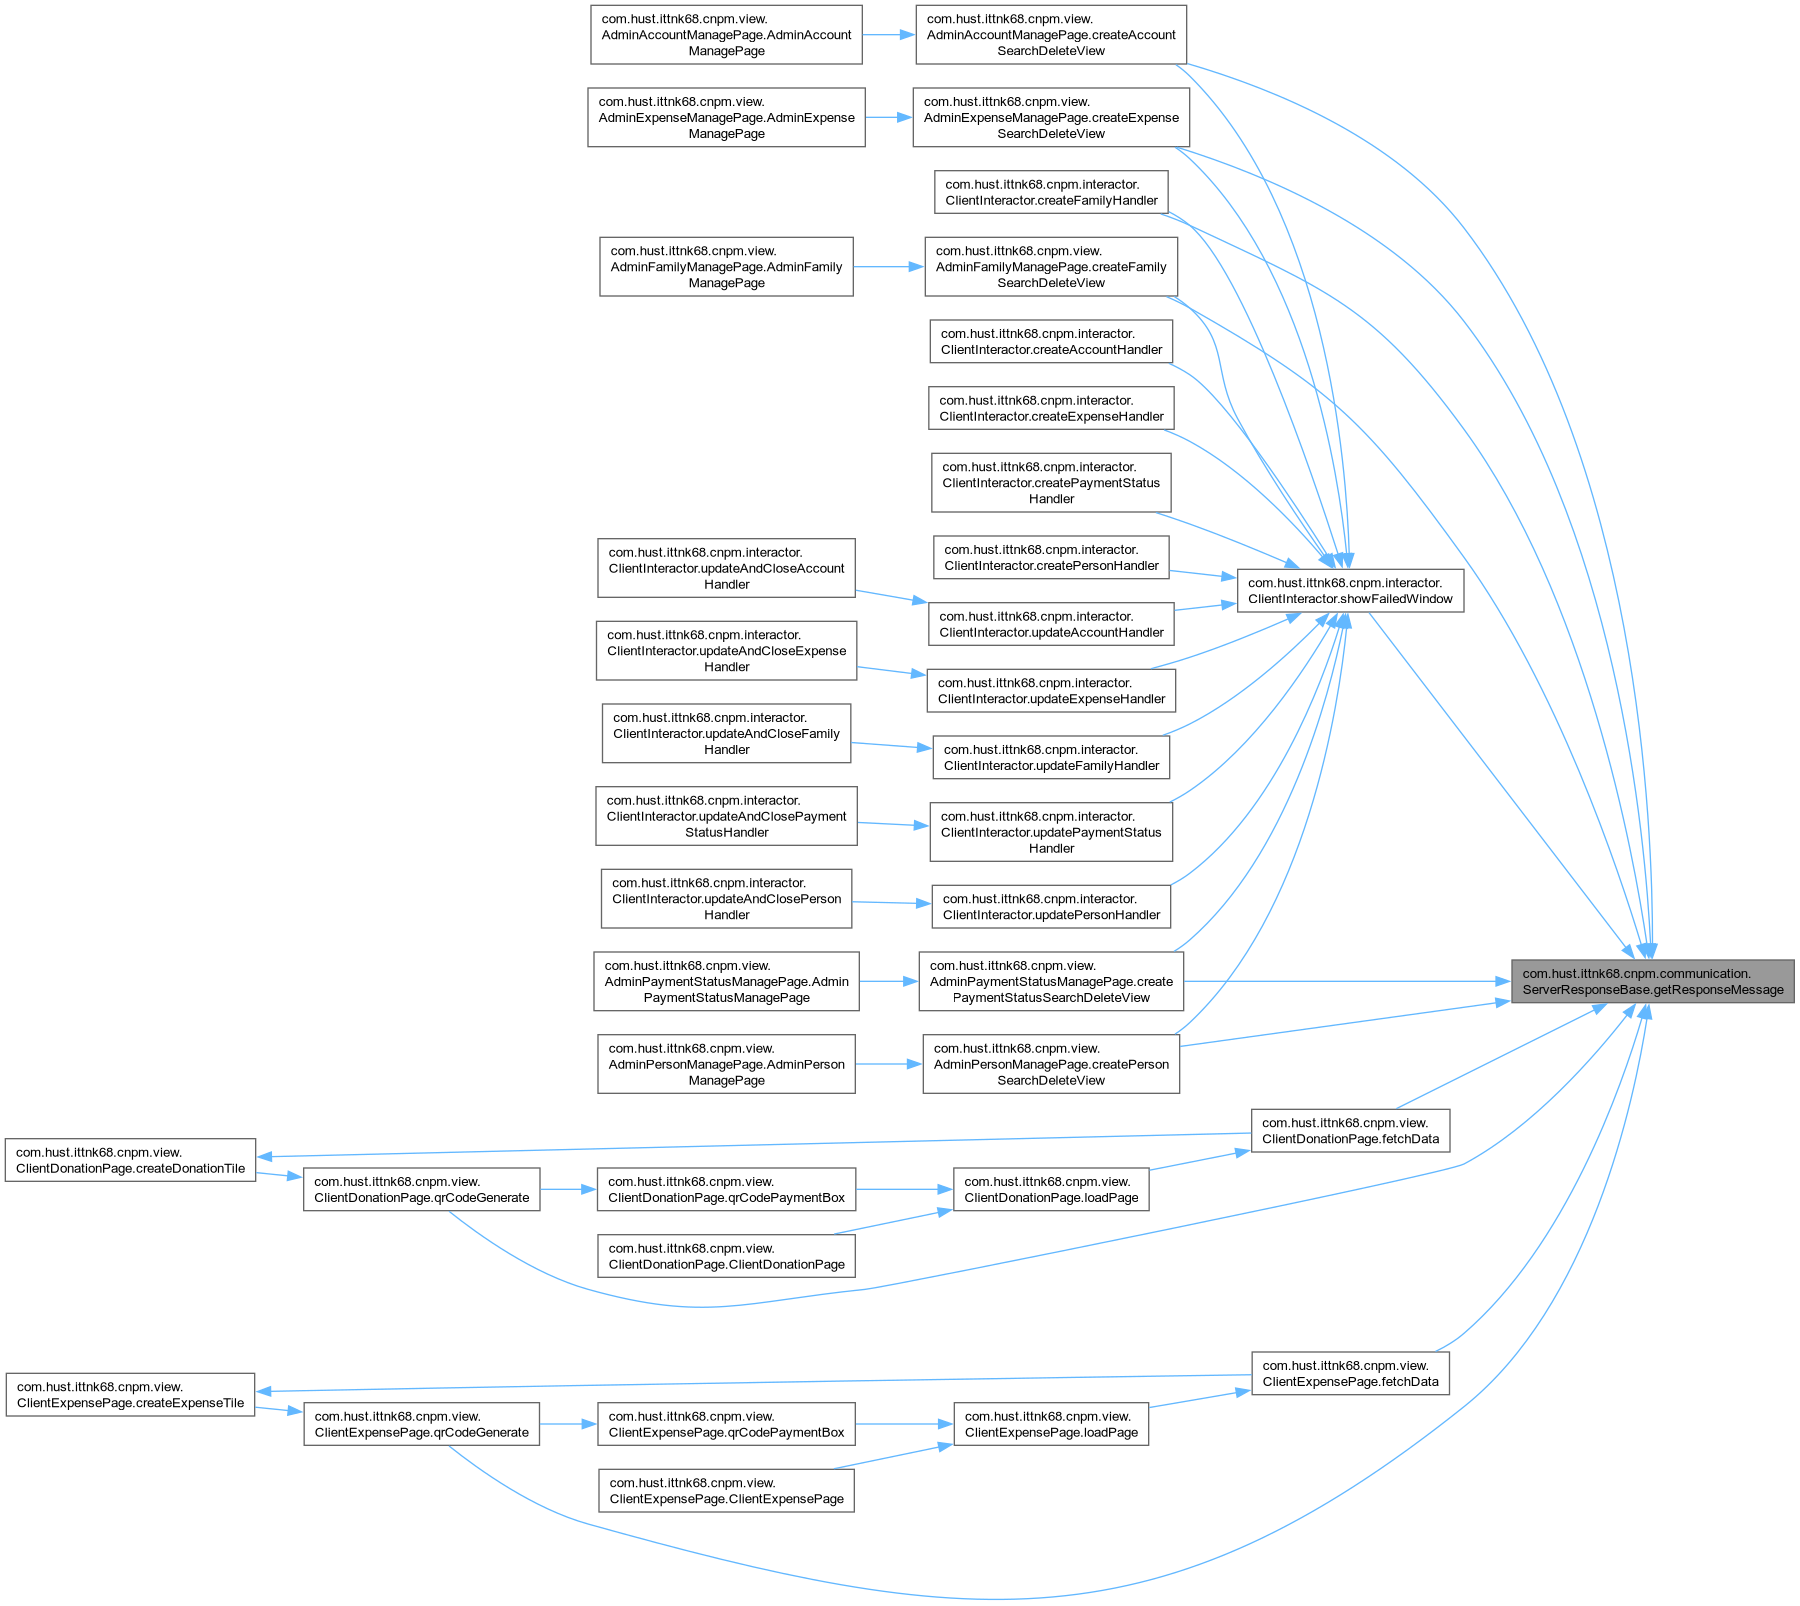 com.hust.ittnk68.cnpm.view.
AdminAccountManagePage.AdminAccount
ManagePage
com.hust.ittnk68.cnpm.view.
AdminAccountManagePage.createAccount
SearchDeleteView
com.hust.ittnk68.cnpm.view.
AdminExpenseManagePage.AdminExpense
ManagePage
com.hust.ittnk68.cnpm.view.
AdminExpenseManagePage.createExpense
SearchDeleteView
com.hust.ittnk68.cnpm.interactor.
ClientInteractor.createFamilyHandler
com.hust.ittnk68.cnpm.view.
AdminFamilyManagePage.AdminFamily
ManagePage
com.hust.ittnk68.cnpm.view.
AdminFamilyManagePage.createFamily
SearchDeleteView
com.hust.ittnk68.cnpm.interactor.
ClientInteractor.createAccountHandler
com.hust.ittnk68.cnpm.interactor.
ClientInteractor.createExpenseHandler
com.hust.ittnk68.cnpm.interactor.
ClientInteractor.createPaymentStatus
Handler
com.hust.ittnk68.cnpm.interactor.
ClientInteractor.createPersonHandler
com.hust.ittnk68.cnpm.interactor.
ClientInteractor.updateAndCloseAccount
Handler
com.hust.ittnk68.cnpm.interactor.
ClientInteractor.showFailedWindow
com.hust.ittnk68.cnpm.interactor.
ClientInteractor.updateAccountHandler
com.hust.ittnk68.cnpm.interactor.
ClientInteractor.updateAndCloseExpense
Handler
com.hust.ittnk68.cnpm.interactor.
ClientInteractor.updateExpenseHandler
com.hust.ittnk68.cnpm.interactor.
ClientInteractor.updateAndCloseFamily
Handler
com.hust.ittnk68.cnpm.interactor.
ClientInteractor.updateFamilyHandler
com.hust.ittnk68.cnpm.interactor.
ClientInteractor.updateAndClosePayment
StatusHandler
com.hust.ittnk68.cnpm.interactor.
ClientInteractor.updatePaymentStatus
Handler
com.hust.ittnk68.cnpm.interactor.
ClientInteractor.updateAndClosePerson
Handler
com.hust.ittnk68.cnpm.interactor.
ClientInteractor.updatePersonHandler
com.hust.ittnk68.cnpm.view.
AdminPaymentStatusManagePage.Admin
PaymentStatusManagePage
com.hust.ittnk68.cnpm.view.
AdminPaymentStatusManagePage.create
PaymentStatusSearchDeleteView
com.hust.ittnk68.cnpm.communication.
ServerResponseBase.getResponseMessage
com.hust.ittnk68.cnpm.view.
AdminPersonManagePage.AdminPerson
ManagePage
com.hust.ittnk68.cnpm.view.
AdminPersonManagePage.createPerson
SearchDeleteView
com.hust.ittnk68.cnpm.view.
ClientDonationPage.fetchData
com.hust.ittnk68.cnpm.view.
ClientDonationPage.createDonationTile
com.hust.ittnk68.cnpm.view.
ClientDonationPage.qrCodeGenerate
com.hust.ittnk68.cnpm.view.
ClientDonationPage.qrCodePaymentBox
com.hust.ittnk68.cnpm.view.
ClientDonationPage.loadPage
com.hust.ittnk68.cnpm.view.
ClientDonationPage.ClientDonationPage
com.hust.ittnk68.cnpm.view.
ClientExpensePage.fetchData
com.hust.ittnk68.cnpm.view.
ClientExpensePage.createExpenseTile
com.hust.ittnk68.cnpm.view.
ClientExpensePage.qrCodeGenerate
com.hust.ittnk68.cnpm.view.
ClientExpensePage.qrCodePaymentBox
com.hust.ittnk68.cnpm.view.
ClientExpensePage.loadPage
com.hust.ittnk68.cnpm.view.
ClientExpensePage.ClientExpensePage